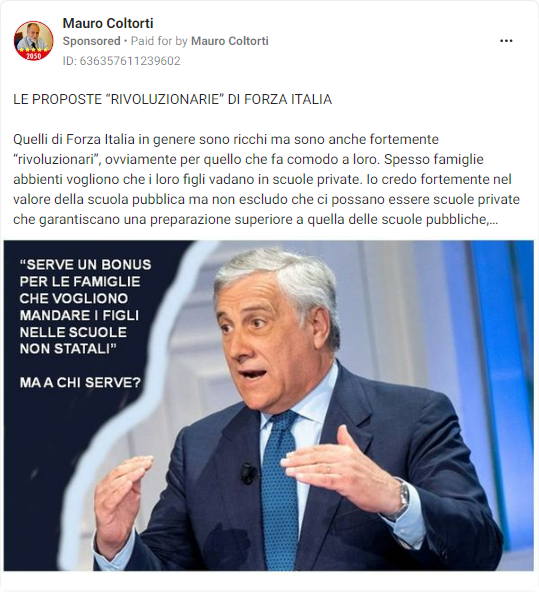 Mauro Coltorti
Sponsored • Paid for by Mauro Coltorti
ID: 636357611239602
LE PROPOSTE “RIVOLUZIONARIE” DI FORZA ITALIA
Quelli di Forza Italia in genere sono ricchi ma sono anche fortemente
“rivoluzionari”, ovviamente per quello che fa comodo a loro. Spesso famiglie
abbienti vogliono che i loro figli vadano in scuole private. Io credo fortemente nel
valore della scuola pubblica ma non escludo che ci possano essere scuole private
che garantiscano una preparazione superiore a quella delle scuole pubbliche,...
“SERVE UN BONUS
PER LE FAMIGLIE
CHE VOGLIONO
MANDARE I FIGLI
NELLE SCUOLE
NON STATALI”
MA A CHI SERVE?
2050